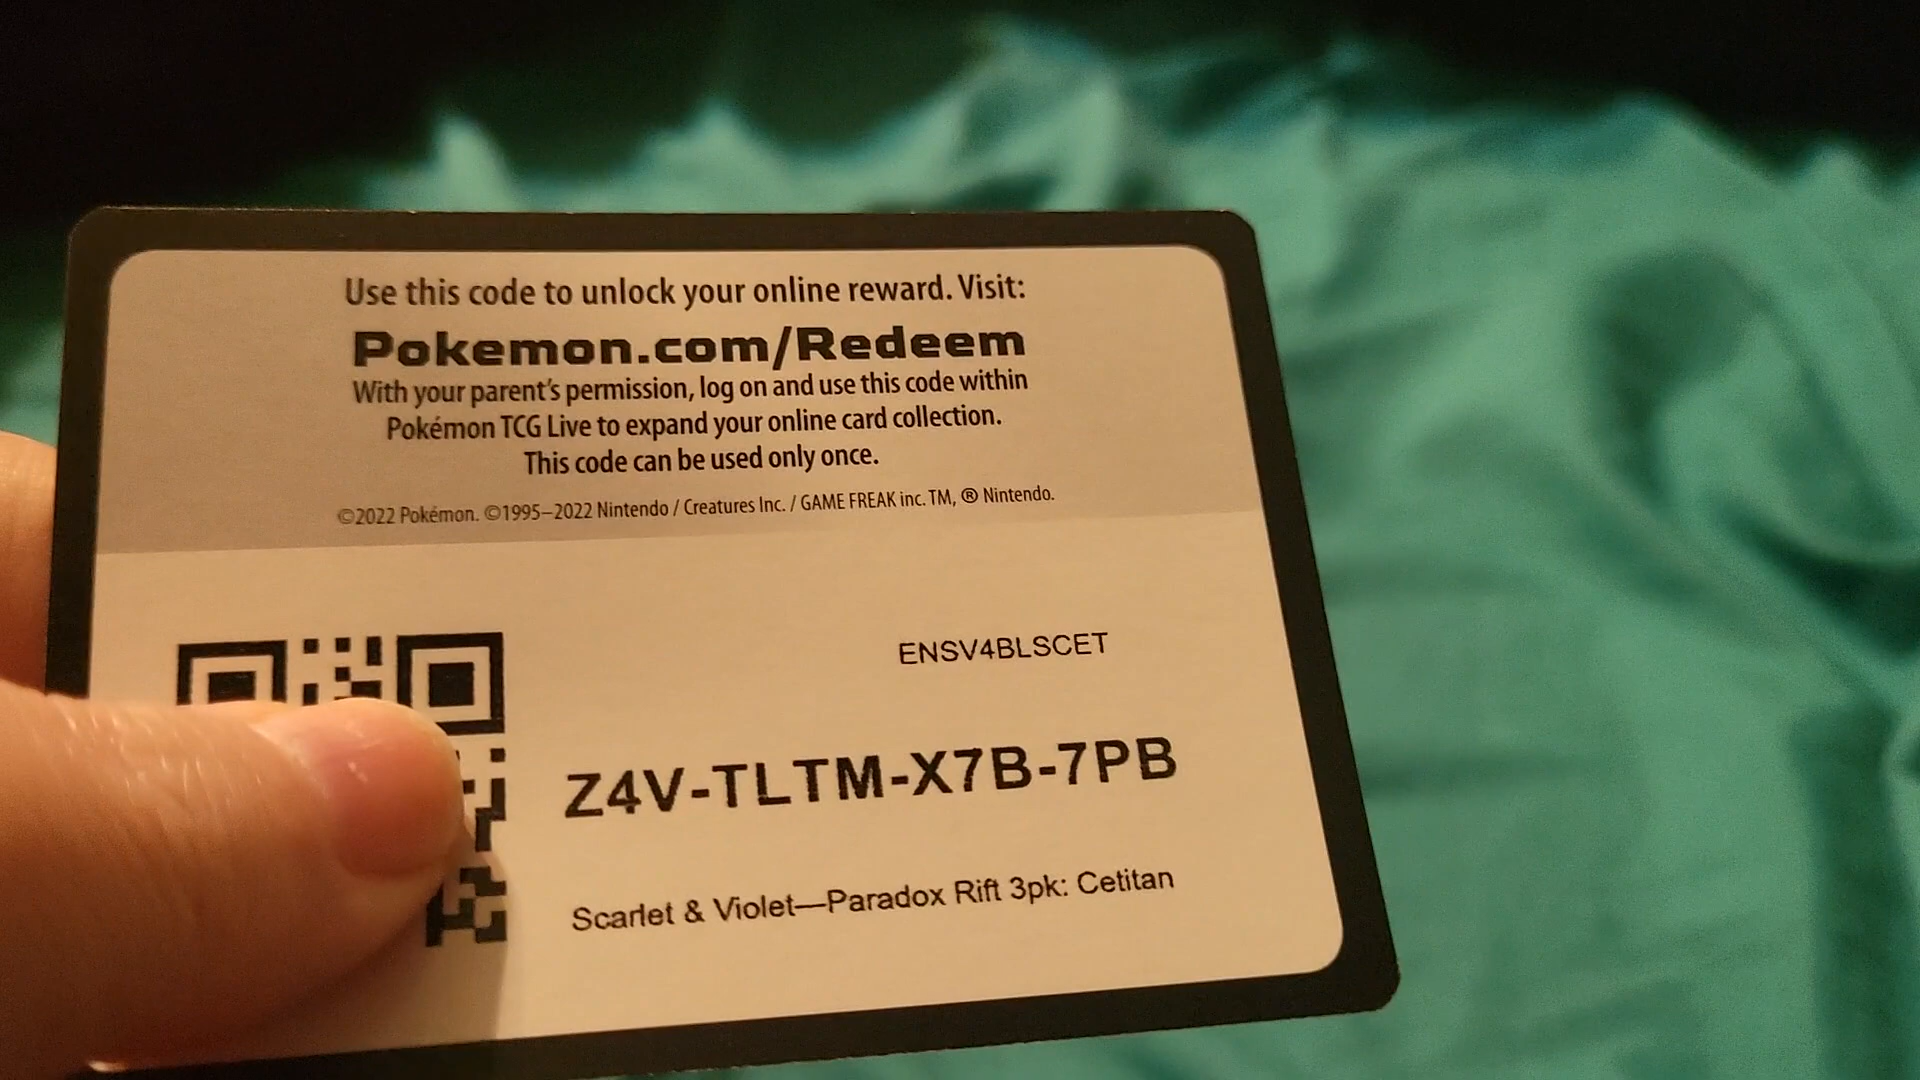 Use this code to unlock your online reward. Visit:
Pokemon.com/Redeem
With your parent's permission, log on and use this code within
Pokémon TCG Live to expand your online card collection.
This code can be used only once.
©2022 Pokémon. ©1995–2022 Nintendo / Creatures Inc. / GAME FREAK inc. TM, ® Nintendo.
ENSV4BLSCET
Z4V-TLTM-X7B-7PB
Scarlet & Violet—Paradox Rift 3pk: Cetitan